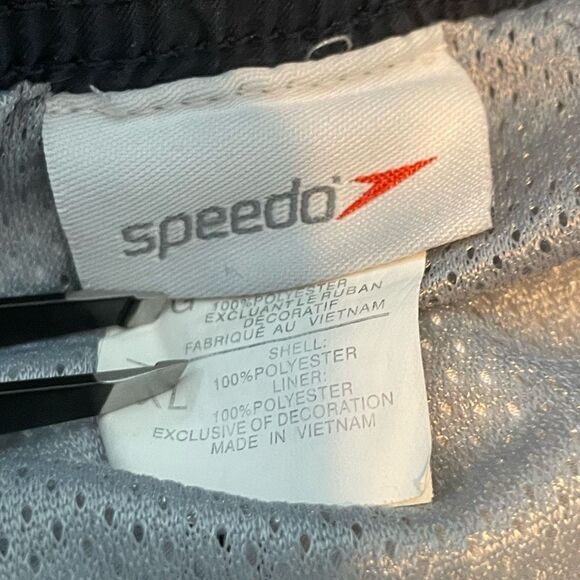 speedo
G
100%POLYESTER
EXCLUANT LE RUBAN
DÉCORATIF
FABRIQUÉ AU VIETNAM
SHELL:
100%POLYESTER
LINER:
XL
100%POLYESTER
EXCLUSIVE OF DECORATION
MADE IN VIETNAM